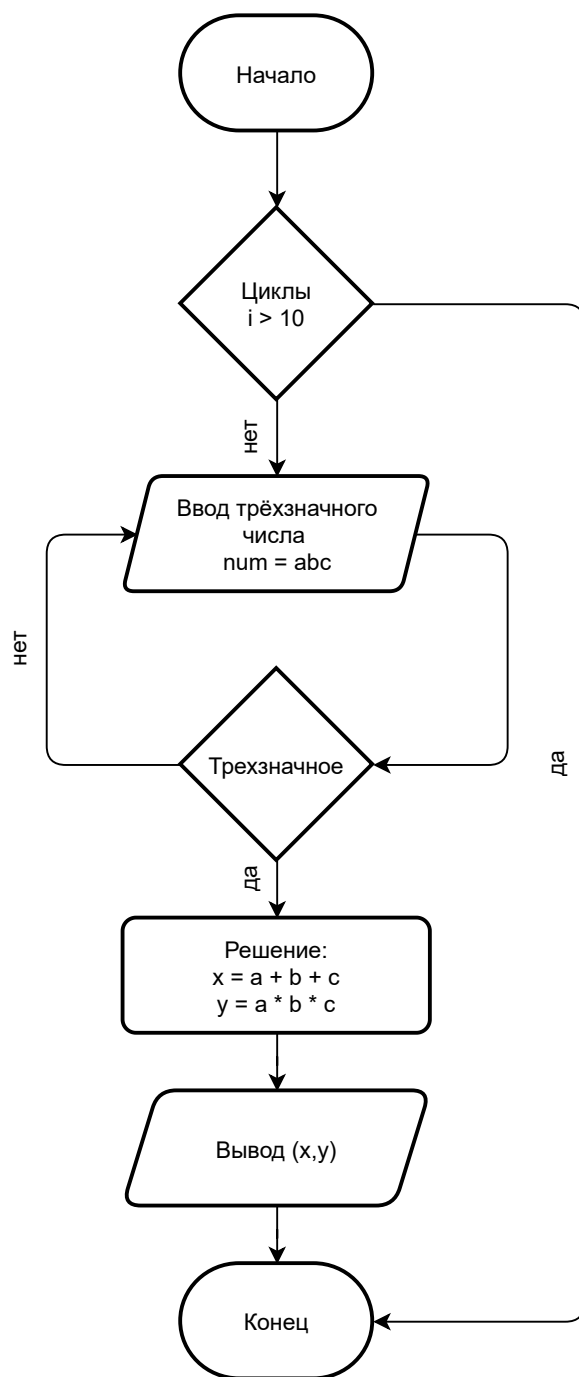 Начало
Циклы
i > 10
нет
Ввод трёхзначного
числа
num = abc
нет
Трехзначное
да
да
Решение:
x = a + b + c
y = a * b * c
Вывод (x,y)
Конец